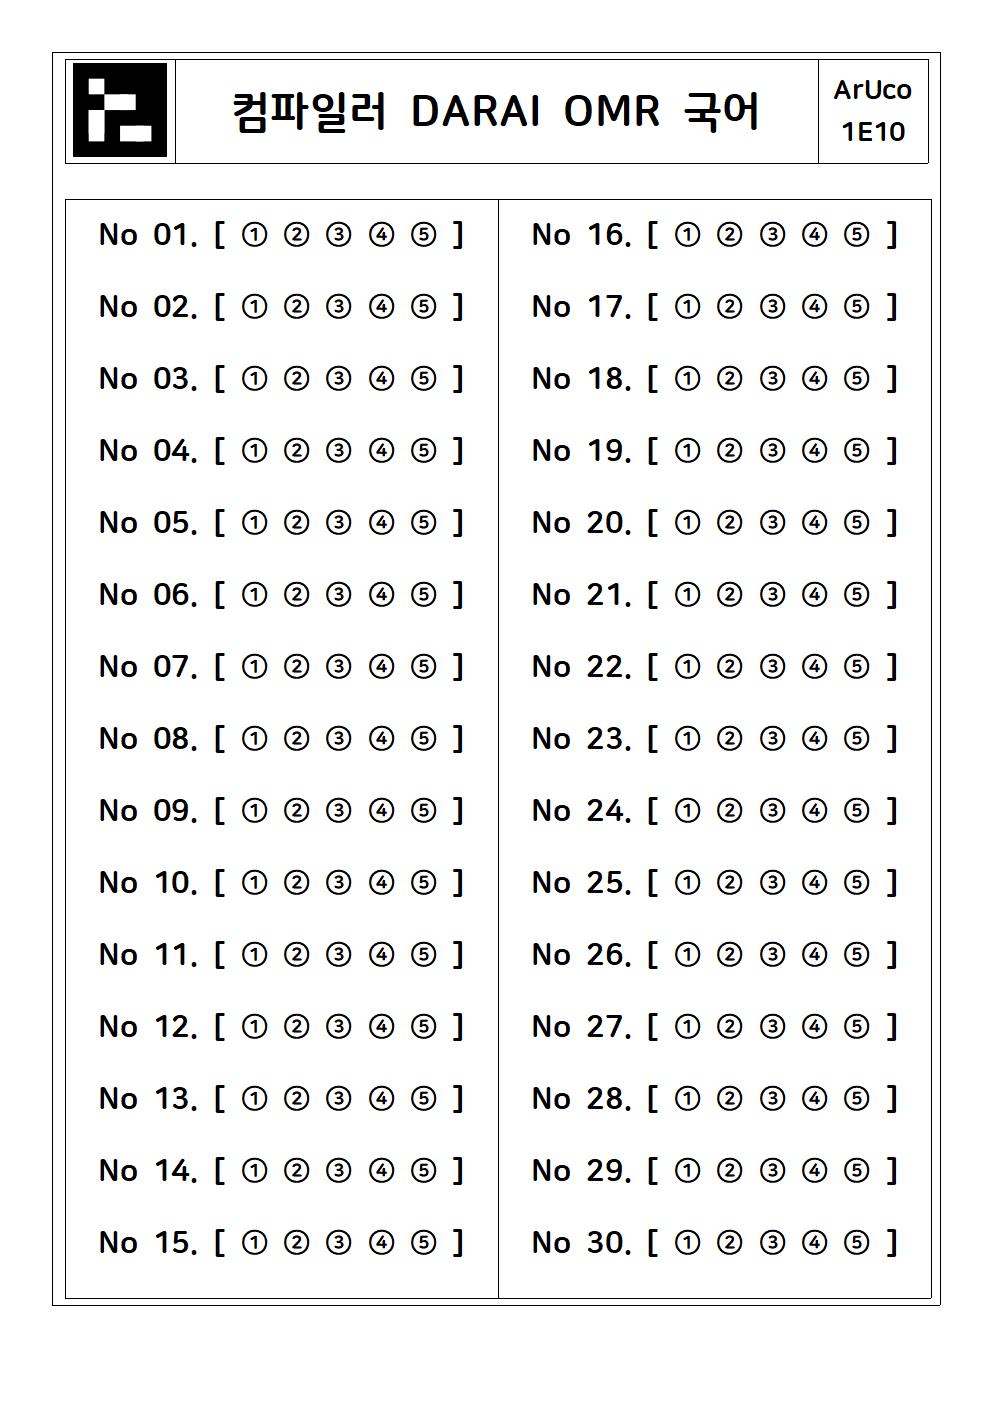 컴파일러 DARAI OMR 국어
ArUco
1E10
No 01. [ ① ② ③ ④ ⑤ ]
No 02. [ ① ② ③ ④ ⑤ ]
No 03. [ ① ② ③ ④ ⑤ ]
No 04. [ ① ② ③ ④ ⑤ ]
No 05. [ ① ② ③ ④ ⑤ ]
No 06. [ ① ② ③ ④ ⑤ ]
No 07. [ ① ② ③ ④ ⑤ ]
No 08. [ ① ② ③ ④ ⑤ ]
No 09. [ ① ② ③ ④ ⑤ ]
No 10. [ ① ② ③ ④ ⑤ ]
No 11. [ ① ② ③ ④ ⑤ ]
No 12. [ ① ② ③ ④ ⑤ ]
No 13. [ ① ② ③ ④ ⑤ ]
No 14. [ ① ② ③ ④ ⑤ ]
No 15. [ ① ② ③ ④ ⑤ ]
No 16. [ ① ② ③ ④ ⑤ ]
No 17. [ ① ② ③ ④ ⑤ ]
No 18. [ ① ② ③ ④ ⑤ ]
No 19. [ ① ② ③ ④ ⑤ ]
No 20. [ ① ② ③ ④ ⑤ ]
No 21. [ ① ② ③ ④ ⑤ ]
No 22. [ ① ② ③ ④ ⑤ ]
No 23. [ ① ② ③ ④ ⑤ ]
No 24. [ ① ② ③ ④ ⑤ ]
No 25. [ ① ② ③ ④ ⑤ ]
No 26. [ ① ② ③ ④ ⑤ ]
No 27. [ ① ② ③ ④ ⑤ ]
No 28. [ ① ② ③ ④ ⑤ ]
No 29. [ ① ② ③ ④ ⑤ ]
No 30. [ ① ② ③ ④ ⑤ ]